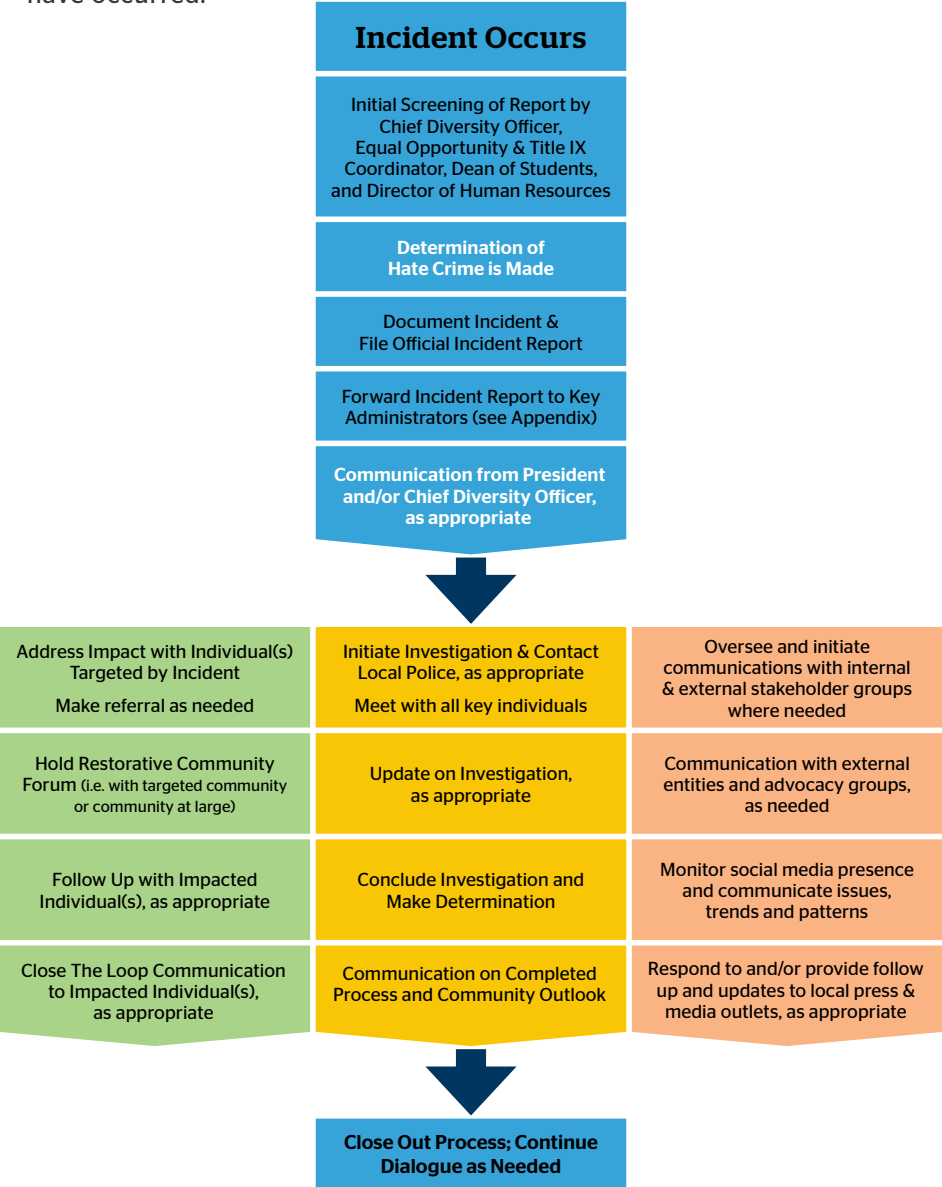 have occurred.
Incident Occurs
Initial Screening of Report by
Chief Diversity Officer,
Equal Opportunity & Title IX
Coordinator, Dean of Students,
and Director of Human Resources
Determination of
Hate Crime is Made
Document Incident &
File Official Incident Report
Forward Incident Report to Key
Administrators (see Appendix)
Communication from President
and/or Chief Diversity Officer,
as appropriate
Address Impact with Individual(s)
Targeted by Incident
Make referral as needed
Hold Restorative Community
Forum (i.e. with targeted community
or community at large)
Follow Up with Impacted
Individual(s), as appropriate
Close The Loop Communication
to Impacted Individual(s),
as appropriate
Initiate Investigation & Contact
Local Police, as appropriate
Meet with all key individuals
Update on Investigation,
as appropriate
Conclude Investigation and
Make Determination
Communication on Completed
Process and Community Outlook
Oversee and initiate
communications with internal
& external stakeholder groups
where needed
Communication with external
entities and advocacy groups,
as needed
Monitor social media presence
and communicate issues,
trends and patterns
Respond to and/or provide follow
up and updates to local press &
media outlets, as appropriate
Close Out Process; Continue
Dialogue as Needed